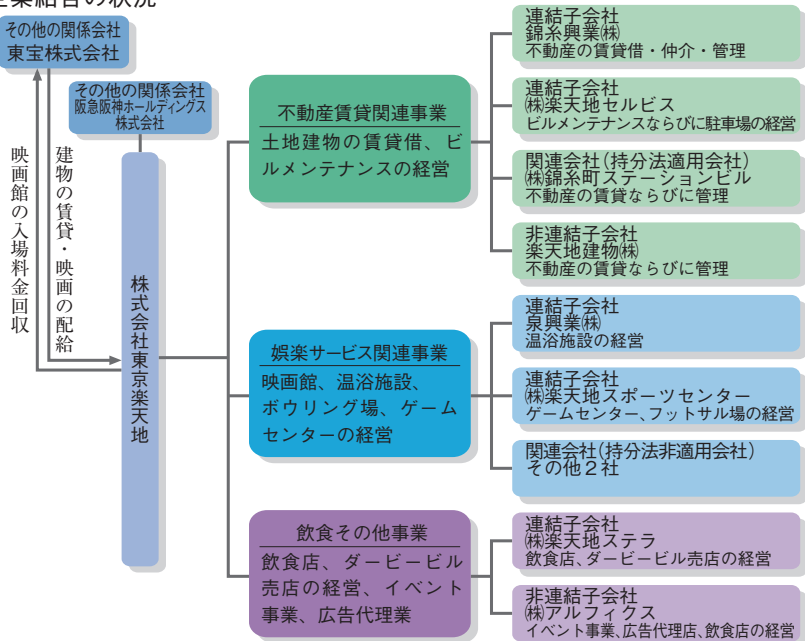 企業結合の状況
その他の関係会社
東宝株式会社
その他の関係会社
阪急阪神ホールディングス
株式会社
映画館の入場料金回収
建物の賃貸・映画の配給
株式会社東京楽天地
不動産賃貸関連事業
土地建物の賃貸借、ビ
ルメンテナンスの経営
連結子会社
錦糸興業㈱
不動産の賃貸借・仲介・管理
連結子会社
㈱楽天地セルビス
ビルメンテナンスならびに駐車場の経営
関連会社(持分法適用会社)
㈱錦糸町ステーションビル
不動産の賃貸ならびに管理
非連結子会社
楽天地建物㈱
不動産の賃貸ならびに管理
娯楽サービス関連事業
映画館、温浴施設、
ボウリング場、ゲーム
センターの経営
連結子会社
泉興業㈱
温浴施設の経営
連結子会社
㈱楽天地スポーツセンター
ゲームセンター、フットサル場の経営
関連会社(持分法非適用会社)
その他2社
飲食その他事業
飲食店、ダービービル
売店の経営、イベント
事業、広告代理業
連結子会社
㈱楽天地ステラ
飲食店、ダービービル売店の経営
非連結子会社
㈱アルフィクス
イベント事業、広告代理店、飲食店の経営